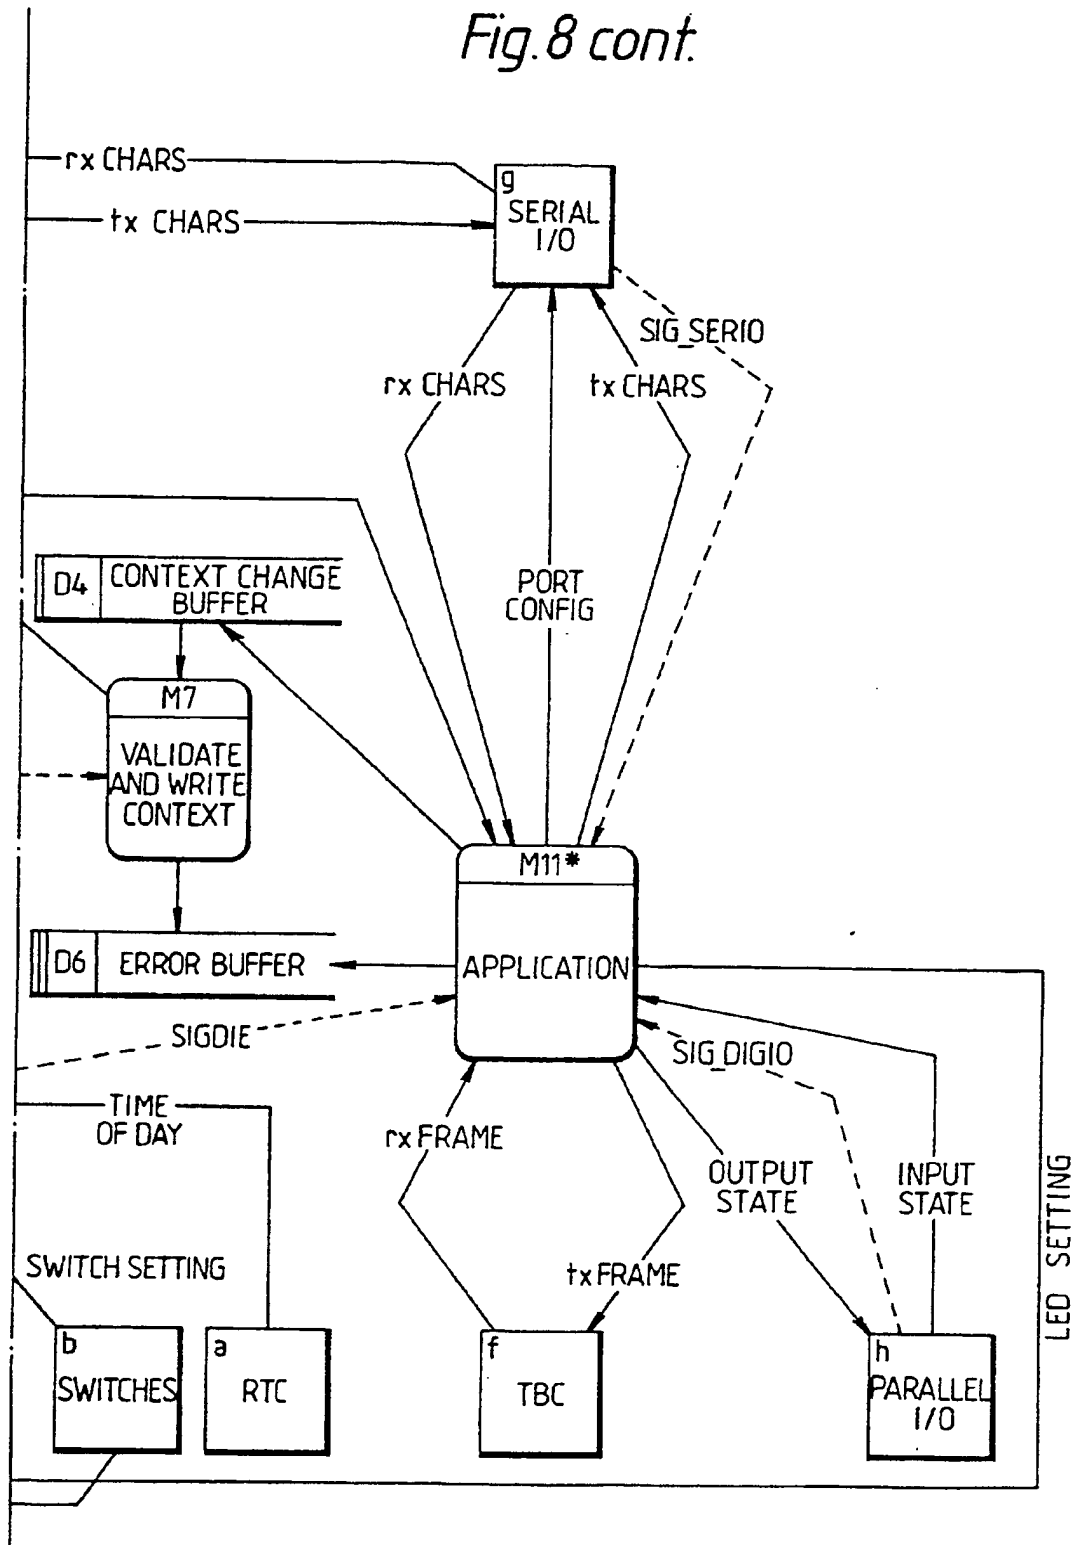 Fig. 8 cont.
rx CHARS
g
SERIAL
I/O
tx CHARS
SIG_SERIO
rx CHARS
tx CHARS
D4
CONTEXT CHANGE
BUFFER
PORT
CONFIG
M7
VALIDATE
AND WRITE
CONTEXT
M11*
APPLICATION
D6
ERROR BUFFER
SIGDIE
SIG_DIGIO
TIME
OF DAY
rx FRAME
OUTPUT
STATE
INPUT
STATE
LED SETTING
SWITCH SETTING
tx FRAME
b
SWITCHES
a
RTC
f
TBC
h
PARALLEL
I/O